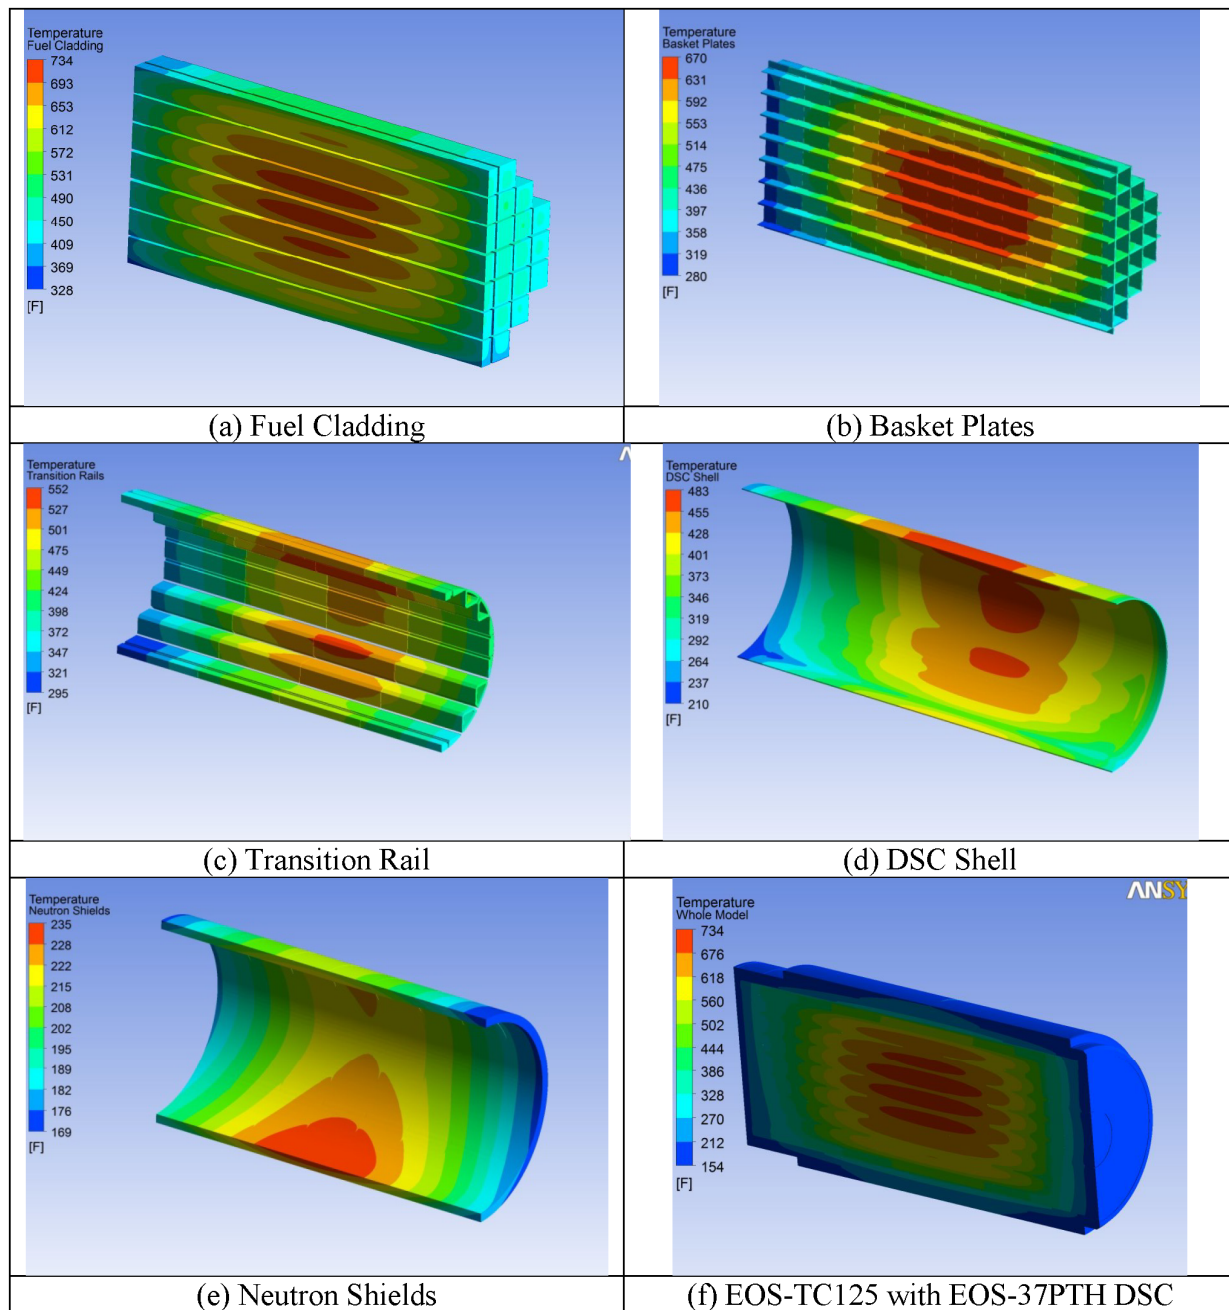 Temperature
Fuel Cladding
734
693
653
612
572
531
490
450
409
369
328
[F]
(a) Fuel Cladding
Temperature
Basket Plates
670
631
592
553
514
475
436
397
358
319
280
[F]
(b) Basket Plates
Temperature
Transition Rails
552
527
501
475
449
424
398
372
347
321
295
[F]
(c) Transition Rail
Temperature
DSC Shell
483
455
428
401
373
346
319
292
264
237
210
[F]
(d) DSC Shell
Temperature
Neutron Shields
235
228
222
215
208
202
195
189
182
176
169
[F]
(e) Neutron Shields
ANSY
Temperature
Whole Model
734
676
618
560
502
444
386
328
270
212
154
[F]
(f) EOS-TC125 with EOS-37PTH DSC